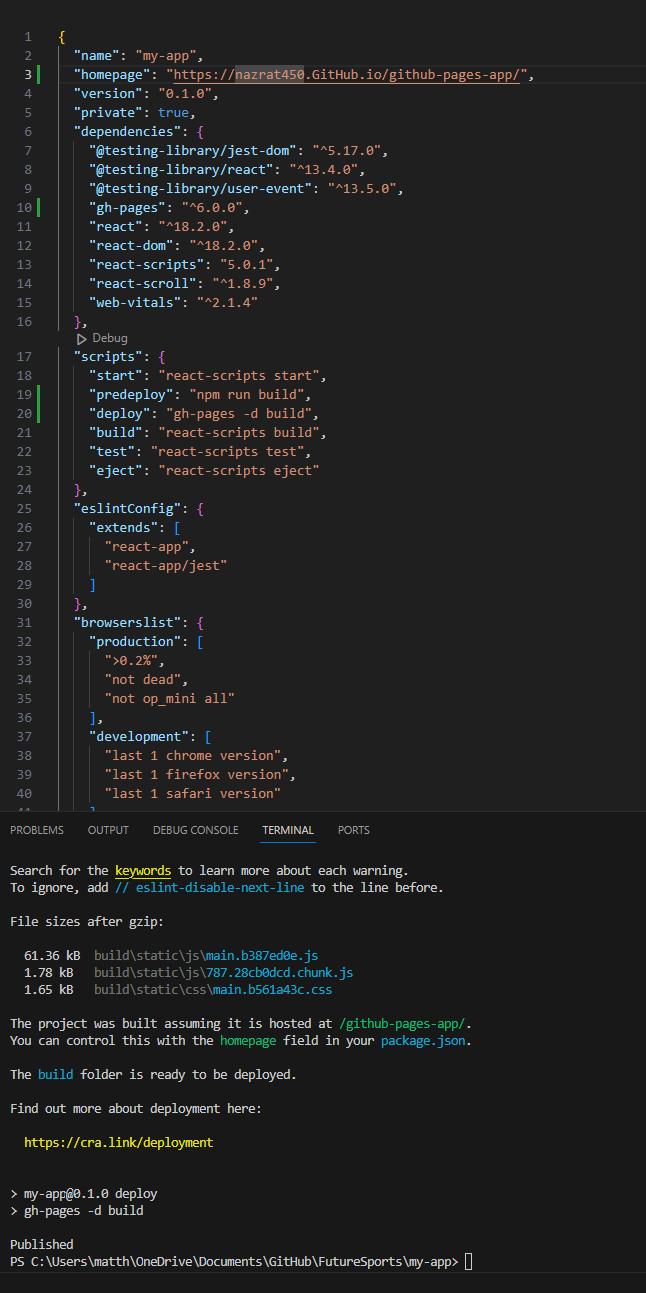 1 {
2 "name": "my-app",
3 "homepage": "https://nazrat450.GitHub.io/github-pages-app/",
4 "version": "0.1.0",
5 "private": true,
6 "dependencies": {
7 "@testing-library/jest-dom": "^5.17.0",
8 "@testing-library/react": "^13.4.0",
9 "@testing-library/user-event": "^13.5.0",
10 "gh-pages": "^6.0.0",
11 "react": "^18.2.0",
12 "react-dom": "^18.2.0",
13 "react-scripts": "5.0.1",
14 "react-scroll": "^1.8.9",
15 "web-vitals": "^2.1.4"
16 },
Debug
17 "scripts": {
18 "start": "react-scripts start",
19 "predeploy": "npm run build",
20 "deploy": "gh-pages -d build",
21 "build": "react-scripts build",
22 "test": "react-scripts test",
23 "eject": "react-scripts eject"
24 },
25 "eslintConfig": {
26 "extends": [
27 "react-app",
28 "react-app/jest"
29 ]
30 },
31 "browserslist": {
32 "production": [
33 ">0.2%",
34 "not dead",
35 "not op_mini all"
36 ],
37 "development": [
38 "last 1 chrome version",
39 "last 1 firefox version",
40 "last 1 safari version"
41 ]
PROBLEMS OUTPUT DEBUG CONSOLE TERMINAL PORTS
Search for the keywords to learn more about each warning.
To ignore, add // eslint-disable-next-line to the line before.
File sizes after gzip:
61.36 kB build\static\js\main.b387ed0e.js
1.78 kB build\static\js\787.28cb0dcd.chunk.js
1.65 kB build\static\css\main.b561a43c.css
The project was built assuming it is hosted at /github-pages-app/.
You can control this with the homepage field in your package.json.
The build folder is ready to be deployed.
Find out more about deployment here:
https://cra.link/deployment
> my-app@0.1.0 deploy
> gh-pages -d build
Published
PS C:\Users\matth\OneDrive\Documents\GitHub\FutureSports\my-app>